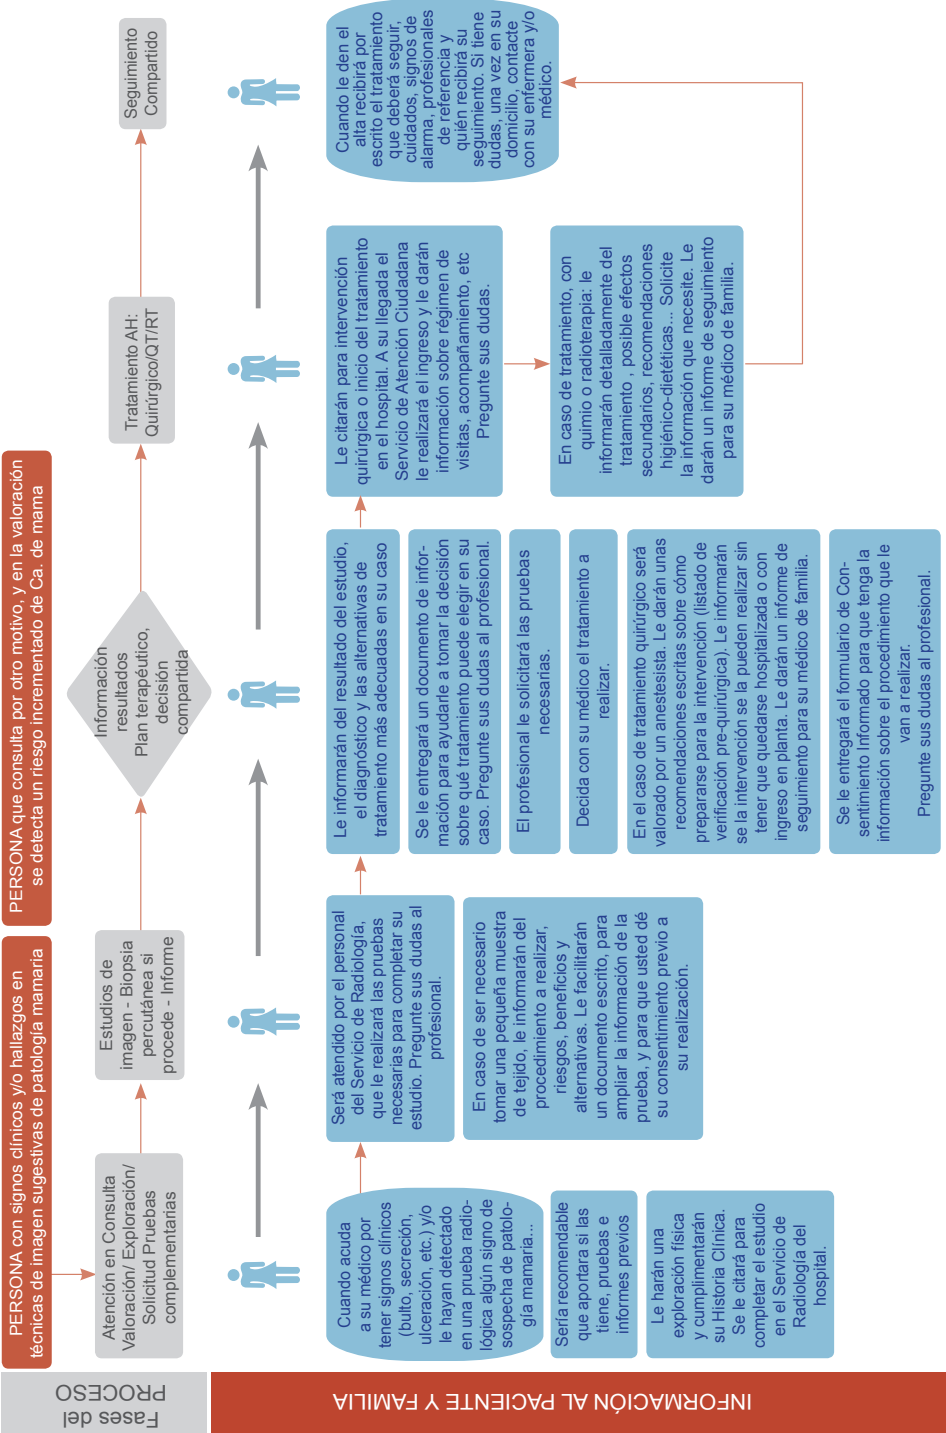 Fases del
PROCESO
PERSONA con signos clínicos y/o hallazgos en
técnicas de imagen sugestivas de patología mamaria
PERSONA que consulta por otro motivo, y en la valoración
se detecta un riesgo incrementado de Ca. de mama
Atención en Consulta
Valoración/ Exploración/
Solicitud Pruebas
complementarias
Estudios de
imagen - Biopsia
percutánea si
procede - Informe
Información
resultados
Plan terapéutico,
decisión
compartida
Tratamiento AH:
Quirúrgico/QT/RT
Seguimiento
Compartido
INFORMACIÓN AL PACIENTE Y FAMILIA
Cuando acuda
a su médico por
tener signos clínicos
(bulto, secreción,
ulceración, etc.) y/o
le hayan detectado
en una prueba radio-
lógica algún signo de
sospecha de patolo-
gía mamaria...
Sería recomendable
que aportara si las
tiene, pruebas e
informes previos
Le harán una
exploración física
y cumplimentarán
su Historia Clínica.
Se le citará para
completar el estudio
en el Servicio de
Radiología del
hospital.
Será atendido por el personal
del Servicio de Radiología,
que le realizará las pruebas
necesarias para completar su
estudio. Pregunte sus dudas al
profesional.
En caso de ser necesario
tomar una pequeña muestra
de tejido, le informarán del
procedimiento a realizar,
riesgos, beneficios y
alternativas. Le facilitarán
un documento escrito, para
ampliar la información de la
prueba, y para que usted dé
su consentimiento previo a
su realización.
Le informarán del resultado del estudio,
el diagnóstico y las alternativas de
tratamiento más adecuadas en su caso
Se le entregará un documento de infor-
mación para ayudarle a tomar la decisión
sobre qué tratamiento puede elegir en su
caso. Pregunte sus dudas al profesional.
El profesional le solicitará las pruebas
necesarias.
Decida con su médico el tratamiento a
realizar.
En el caso de tratamiento quirúrgico será
valorado por un anestesista. Le darán unas
recomendaciones escritas sobre cómo
prepararse para la intervención (listado de
verificación pre-quirúrgica). Le informarán
se la intervención se la pueden realizar sin
tener que quedarse hospitalizada o con
ingreso en planta. Le darán un informe de
seguimiento para su médico de familia.
Se le entregará el formulario de Con-
sentimiento Informado para que tenga la
información sobre el procedimiento que le
van a realizar.
Pregunte sus dudas al profesional.
Le citarán para intervención
quirúrgica o inicio del tratamiento
en el hospital. A su llegada el
Servicio de Atención Ciudadana
le realizará el ingreso y le darán
información sobre régimen de
visitas, acompañamiento, etc
Pregunte sus dudas.
En caso de tratamiento, con
quimio o radioterapia: le
informarán detalladamente del
tratamiento , posible efectos
secundarios, recomendaciones
higiénico-dietéticas... Solicite
la información que necesite. Le
darán un informe de seguimiento
para su médico de familia.
Cuando le den el
alta recibirá por
escrito el tratamiento
que deberá seguir,
cuidados, signos de
alarma, profesionales
de referencia y
quién recibirá su
seguimiento. Si tiene
dudas, una vez en su
domicilio, contacte
con su enfermera y/o
médico.